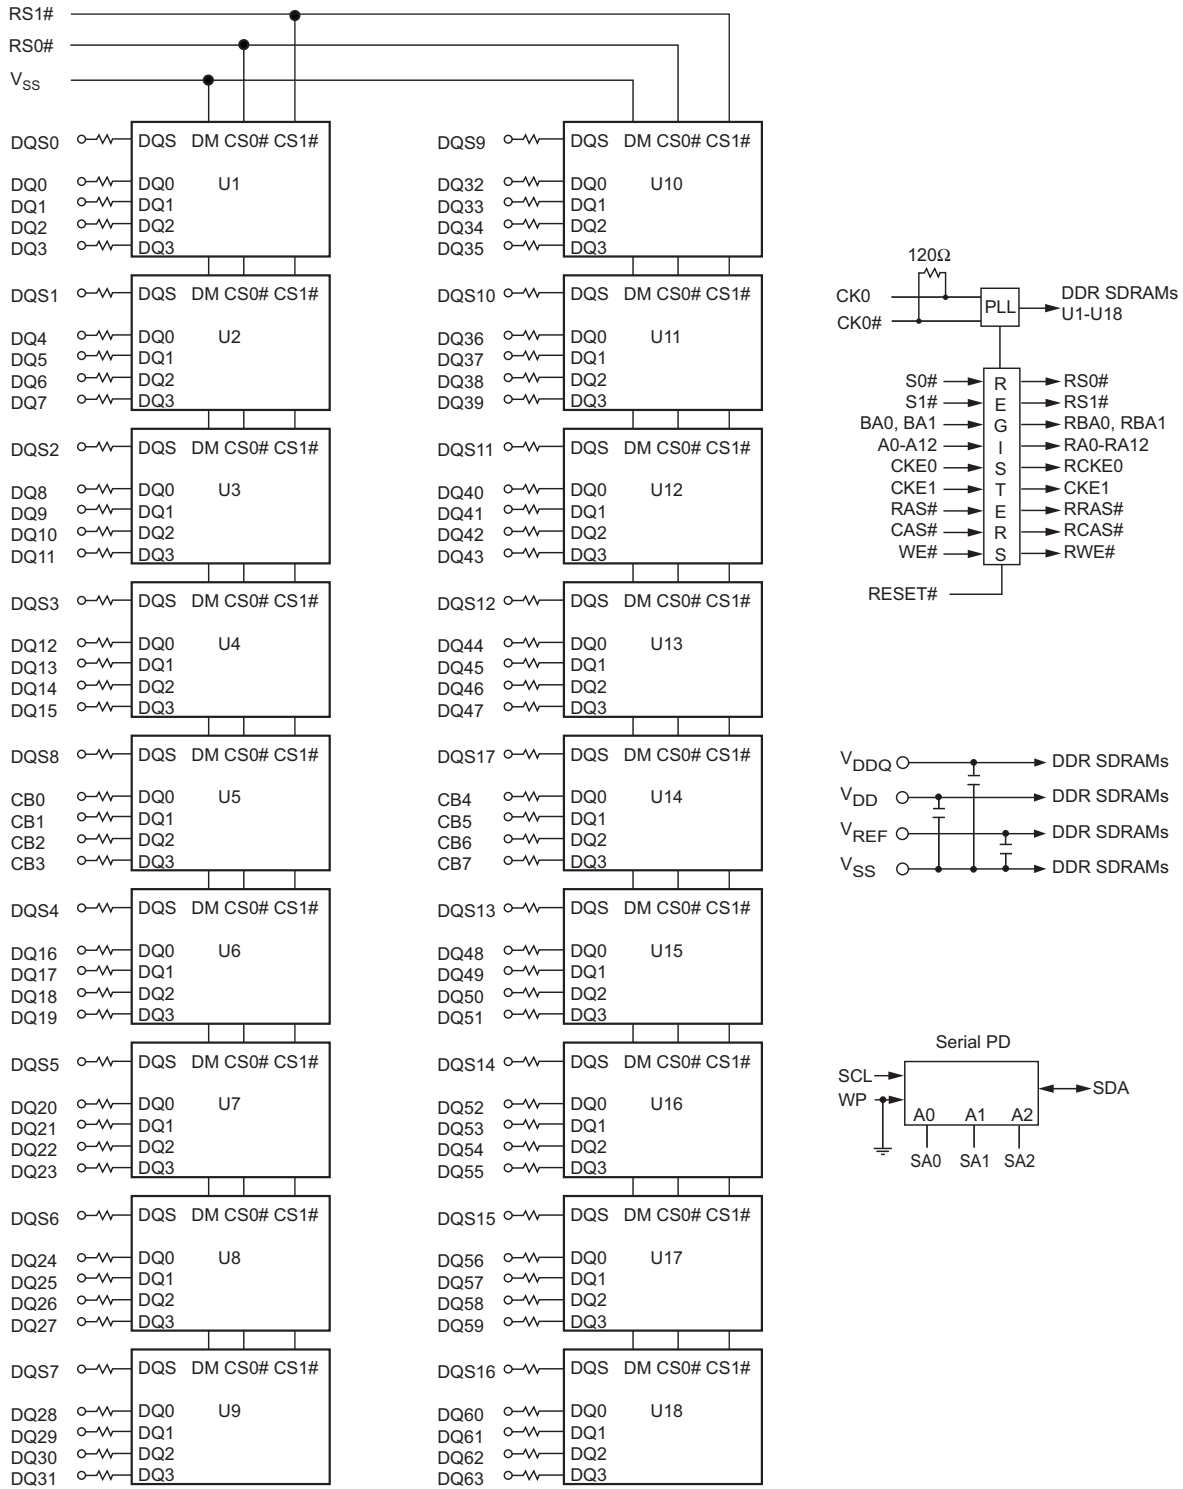 RS1#
RS0#
VSS
DQS0 DQS DM CS0# CS1#
DQ0 DQ0 U1
DQ1 DQ1
DQ2 DQ2
DQ3 DQ3
DQS1 DQS DM CS0# CS1#
DQ4 DQ0 U2
DQ5 DQ1
DQ6 DQ2
DQ7 DQ3
DQS2 DQS DM CS0# CS1#
DQ8 DQ0 U3
DQ9 DQ1
DQ10 DQ2
DQ11 DQ3
DQS3 DQS DM CS0# CS1#
DQ12 DQ0 U4
DQ13 DQ1
DQ14 DQ2
DQ15 DQ3
DQS8 DQS DM CS0# CS1#
CB0 DQ0 U5
CB1 DQ1
CB2 DQ2
CB3 DQ3
DQS4 DQS DM CS0# CS1#
DQ16 DQ0 U6
DQ17 DQ1
DQ18 DQ2
DQ19 DQ3
DQS5 DQS DM CS0# CS1#
DQ20 DQ0 U7
DQ21 DQ1
DQ22 DQ2
DQ23 DQ3
DQS6 DQS DM CS0# CS1#
DQ24 DQ0 U8
DQ25 DQ1
DQ26 DQ2
DQ27 DQ3
DQS7 DQS DM CS0# CS1#
DQ28 DQ0 U9
DQ29 DQ1
DQ30 DQ2
DQ31 DQ3
DQS9 DQS DM CS0# CS1#
DQ32 DQ0 U10
DQ33 DQ1
DQ34 DQ2
DQ35 DQ3
DQS10 DQS DM CS0# CS1#
DQ36 DQ0 U11
DQ37 DQ1
DQ38 DQ2
DQ39 DQ3
DQS11 DQS DM CS0# CS1#
DQ40 DQ0 U12
DQ41 DQ1
DQ42 DQ2
DQ43 DQ3
DQS12 DQS DM CS0# CS1#
DQ44 DQ0 U13
DQ45 DQ1
DQ46 DQ2
DQ47 DQ3
DQS17 DQS DM CS0# CS1#
CB4 DQ0 U14
CB5 DQ1
CB6 DQ2
CB7 DQ3
DQS13 DQS DM CS0# CS1#
DQ48 DQ0 U15
DQ49 DQ1
DQ50 DQ2
DQ51 DQ3
DQS14 DQS DM CS0# CS1#
DQ52 DQ0 U16
DQ53 DQ1
DQ54 DQ2
DQ55 DQ3
DQS15 DQS DM CS0# CS1#
DQ56 DQ0 U17
DQ57 DQ1
DQ58 DQ2
DQ59 DQ3
DQS16 DQS DM CS0# CS1#
DQ60 DQ0 U18
DQ61 DQ1
DQ62 DQ2
DQ63 DQ3
120Ω
CK0
CK0#
PLL
DDR SDRAMs
U1-U18
S0# R RS0#
S1# E RS1#
BA0, BA1 G RBA0, RBA1
A0-A12 I RA0-RA12
CKE0 S RCKE0
CKE1 T CKE1
RAS# E RRAS#
CAS# R RCAS#
WE# S RWE#
RESET#
VDDQ DDR SDRAMs
VDD DDR SDRAMs
VREF DDR SDRAMs
VSS DDR SDRAMs
Serial PD
SCL
WP
SDA
A0 A1 A2
SA0 SA1 SA2